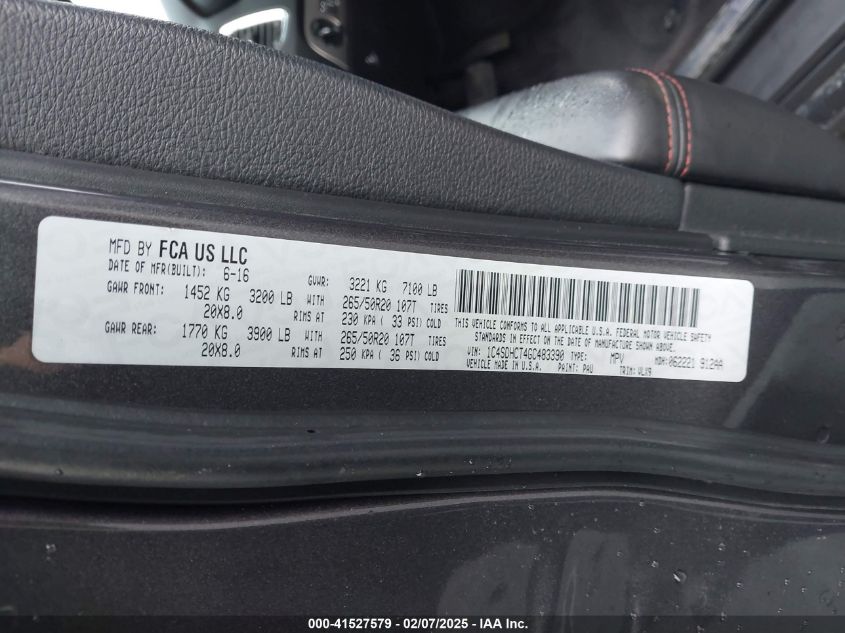 MFD BY FCA US LLC
DATE OF MFR(BUILT): 6-16 GVWR: 3221 KG 7100 LB
GAWR FRONT: 1452 KG 3200 LB WITH 265/50R20 107T TIRES
20X8.0 RIMS AT 230 KPA ( 33 PSI) COLD
GAWR REAR: 1770 KG 3900 LB WITH 265/50R20 107T TIRES
20X8.0 RIMS AT 250 KPA ( 36 PSI) COLD
THIS VEHICLE CONFORMS TO ALL APPLICABLE U.S.A. FEDERAL MOTOR VEHICLE SAFETY
STANDARDS IN EFFECT ON THE DATE OF MANUFACTURE SHOWN ABOVE.
VIN: 1C4SDHCT4GC483390 TYPE: MPV MDH: 062221 912AA
VEHICLE MADE IN U.S.A. PAINT: PAU TRIM: VLX9
000-41527579 - 02/07/2025 - IAA Inc.